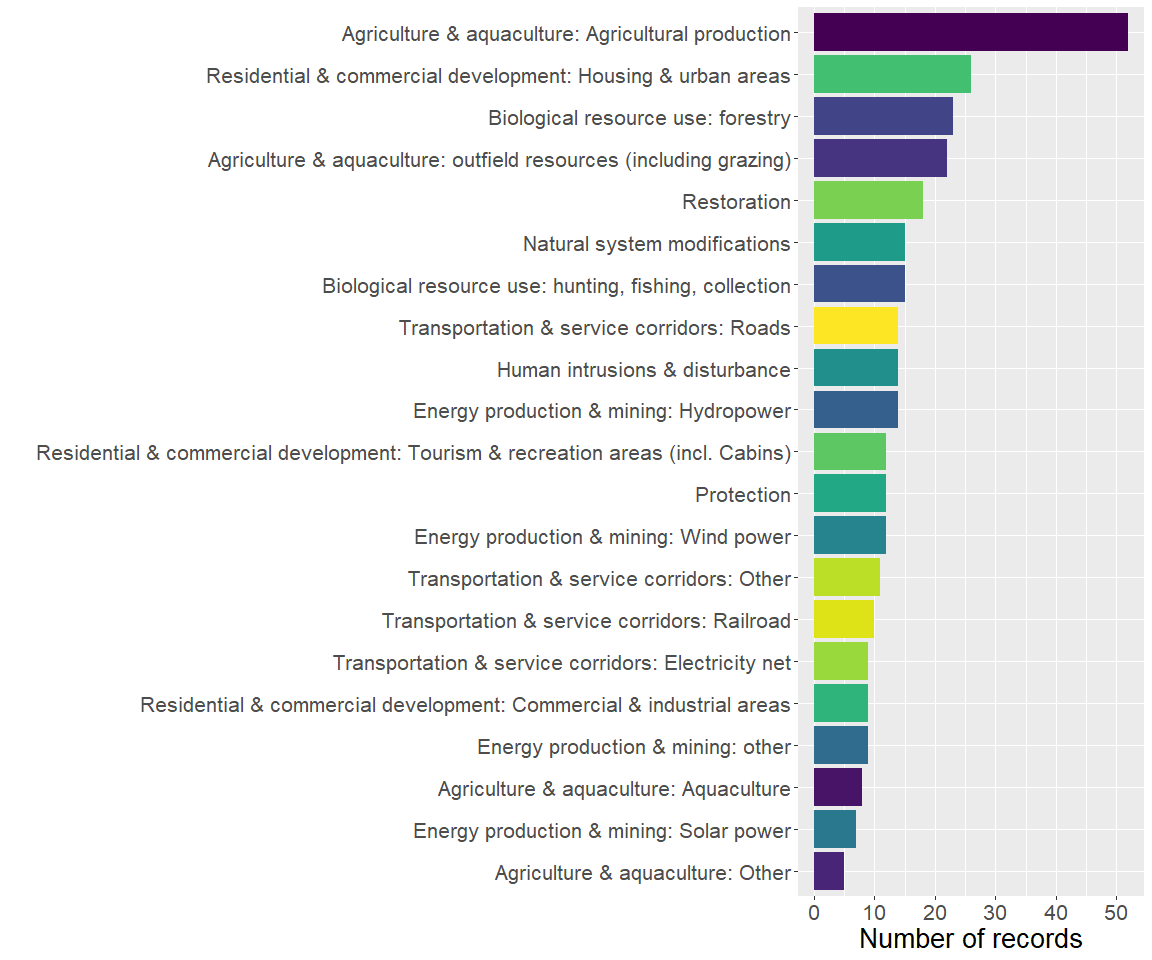 Agriculture & aquaculture: Agricultural production
Residential & commercial development: Housing & urban areas
Biological resource use: forestry
Agriculture & aquaculture: outfield resources (including grazing)
Restoration
Natural system modifications
Biological resource use: hunting, fishing, collection
Transportation & service corridors: Roads
Human intrusions & disturbance
Energy production & mining: Hydropower
Residential & commercial development: Tourism & recreation areas (incl. Cabins)
Protection
Energy production & mining: Wind power
Transportation & service corridors: Other
Transportation & service corridors: Railroad
Transportation & service corridors: Electricity net
Residential & commercial development: Commercial & industrial areas
Energy production & mining: other
Agriculture & aquaculture: Aquaculture
Energy production & mining: Solar power
Agriculture & aquaculture: Other
0 10 20 30 40 50
Number of records